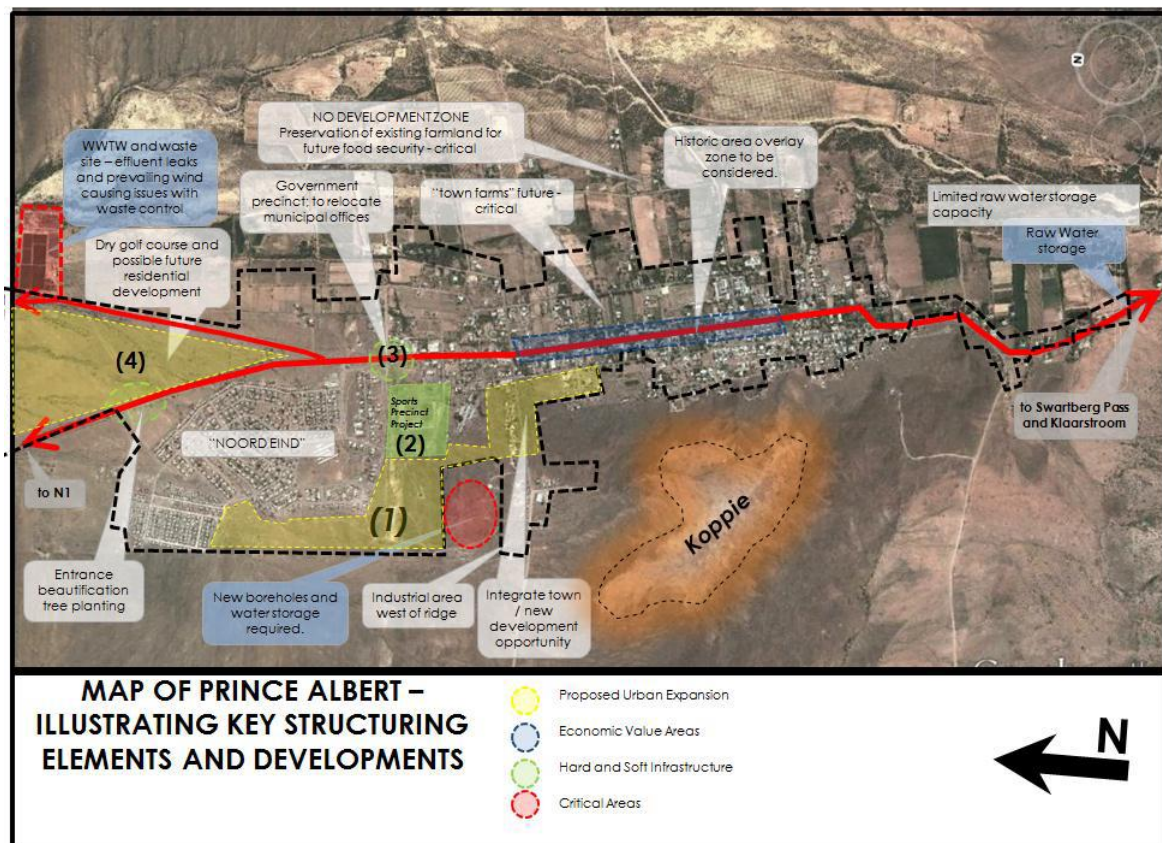 NO DEVELOPMENT ZONE
Preservation of existing farmland for
future food security - critical
WWTW and waste
site – effluent leaks
and prevailing wind
causing issues with
waste control
Government
precinct: to relocate
municipal offices
"town farms" future -
critical
Historic area overlay
zone to be
considered.
Limited raw water storage
capacity
Raw Water
storage
N
Dry golf course and
possible future
residential
development
(4)
(3)
Sports
Precinct
Project
(2)
"NOORD EIND"
(1)
to N1
to Swartberg Pass
and Klaarstroom
Koppie
Entrance
beautification
tree planting
New boreholes and
water storage
required.
Industrial area
west of ridge
Integrate town
/ new
development
opportunity
MAP OF PRINCE ALBERT –
ILLUSTRATING KEY STRUCTURING
ELEMENTS AND DEVELOPMENTS
Proposed Urban Expansion
Economic Value Areas
Hard and Soft Infrastructure
Critical Areas
N